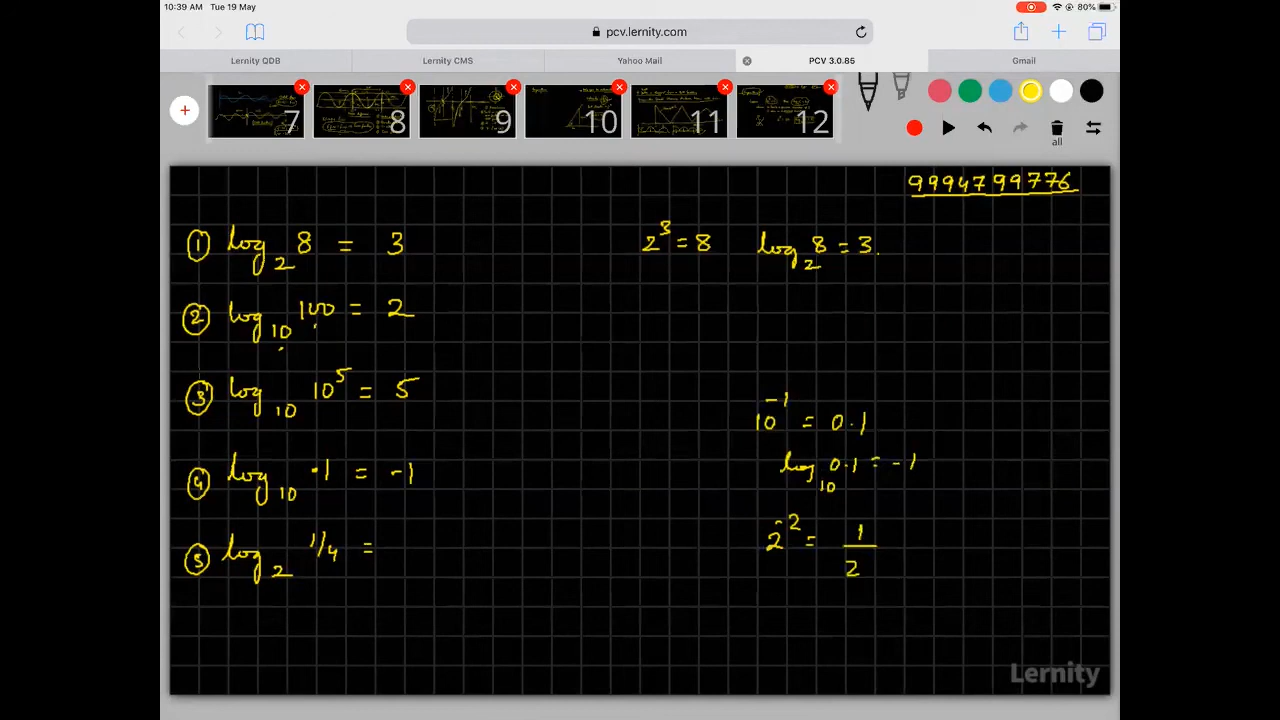 10:39 AM Tue 19 May
80%
pcv.lernity.com
Lernity QDB
Lernity CMS
Yahoo Mail
PCV 3.0.85
Gmail
7
8
9
10
11
12
all
9994799776
① log₂ 8 = 3
2³ = 8 log₂ 8 = 3.
② log₁₀ 100 = 2
③ log₁₀ 10⁵ = 5
10⁻¹ = 0.1
④ log₁₀ .1 = -1
log₁₀ 0.1 = -1
⑤ log₂ 1/4 =
2⁻² = 1/2
Lernity